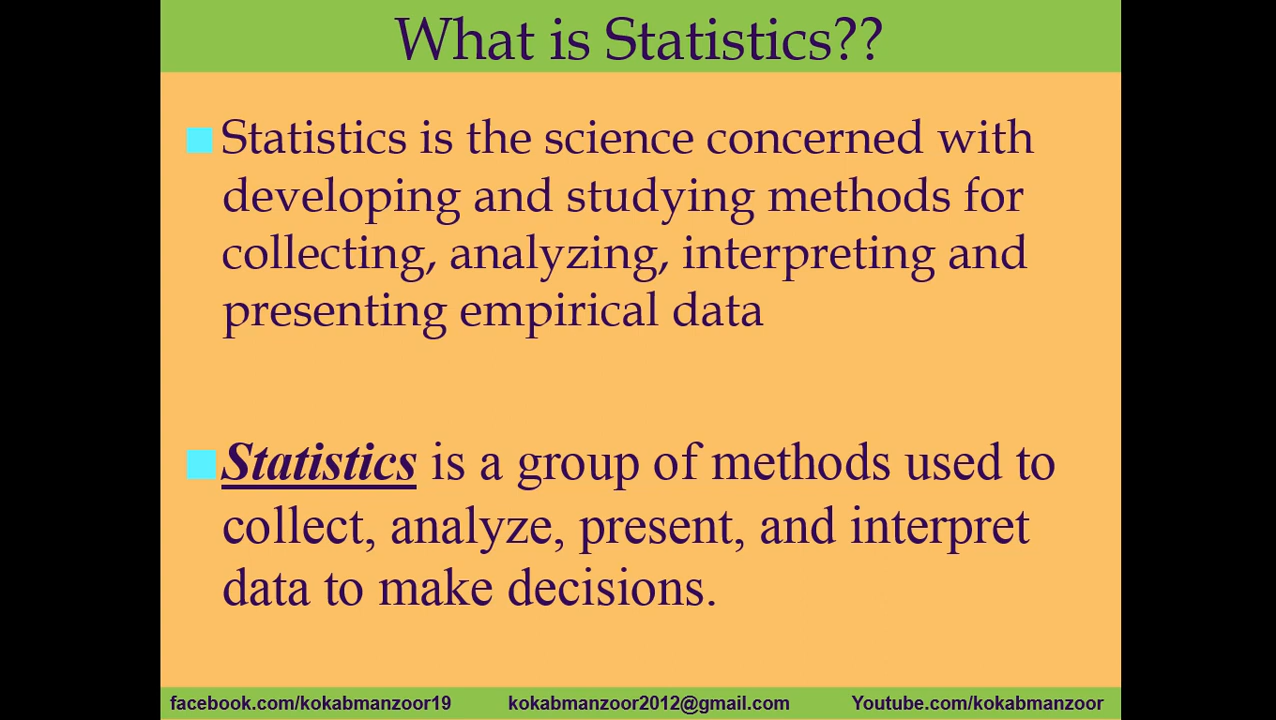 What is Statistics??
Statistics is the science concerned with
developing and studying methods for
collecting, analyzing, interpreting and
presenting empirical data
Statistics is a group of methods used to
collect, analyze, present, and interpret
data to make decisions.
facebook.com/kokabmanzoor19 kokabmanzoor2012@gmail.com Youtube.com/kokabmanzoor